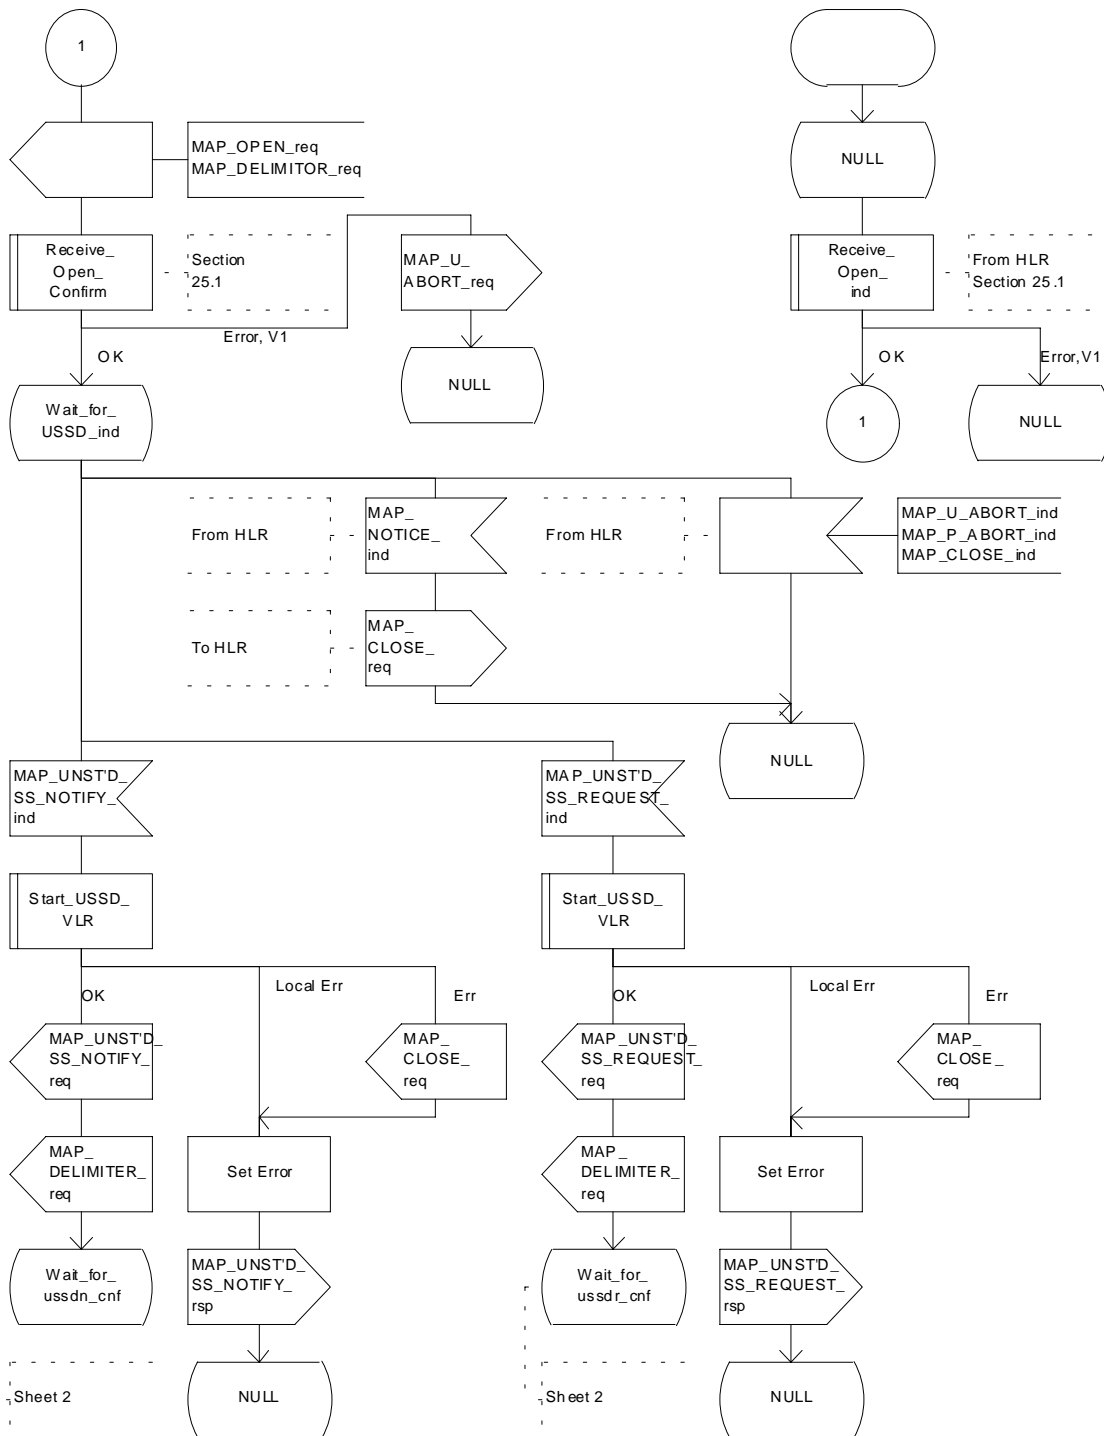 1
MAP_OPEN_req
MAP_DELIMITOR_req
NULL
Receive_
Open_
Confirm
Section
25.1
MAP_U_
ABORT_req
Receive_
Open_
ind
From HLR
Section 25.1
Error, V1
OK
NULL
OK
Error,V1
Wait_for_
USSD_ind
1
NULL
From HLR
MAP_
NOTICE_
ind
From HLR
MAP_U_ABORT_ind
MAP_P_ABORT_ind
MAP_CLOSE_ind
To HLR
MAP_
CLOSE_
req
NULL
MAP_UNST'D_
SS_NOTIFY_
ind
MAP_UNST'D_
SS_REQUEST_
ind
Start_USSD_
VLR
Start_USSD_
VLR
OK
Local Err
Err
OK
Local Err
Err
MAP_UNST'D_
SS_NOTIFY_
req
MAP_
CLOSE_
req
MAP_UNST'D_
SS_REQUEST_
req
MAP_
CLOSE_
req
MAP_
DELIMITER_
req
Set Error
MAP_
DELIMITER_
req
Set Error
Wait_for_
ussdn_cnf
MAP_UNST'D_
SS_NOTIFY_
rsp
Wait_for_
ussdr_cnf
MAP_UNST'D_
SS_REQUEST_
rsp
Sheet 2
NULL
Sheet 2
NULL